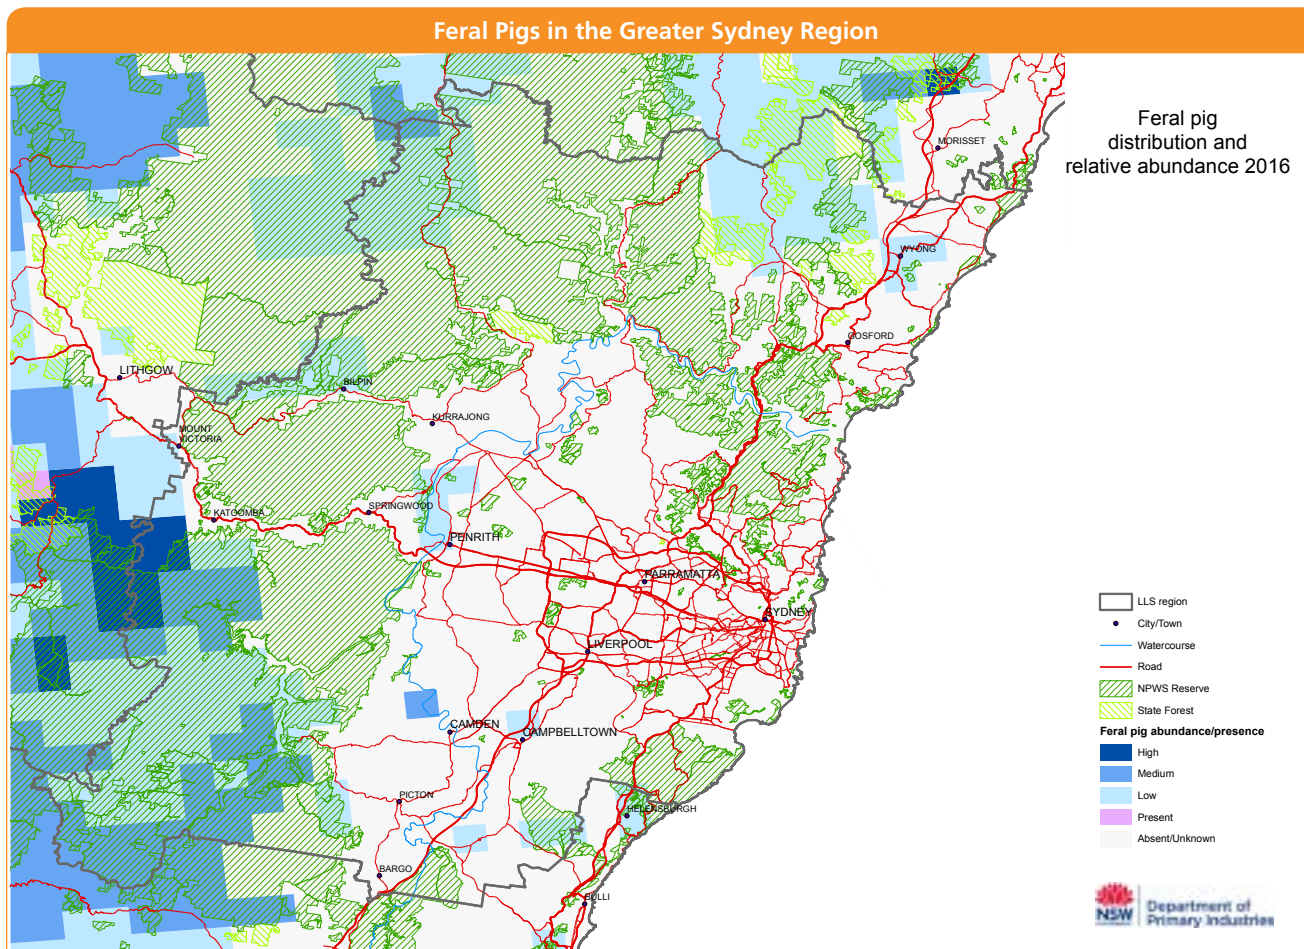 Feral Pigs in the Greater Sydney Region
Feral pig
distribution and
relative abundance 2016
MORISSET
WYONG
GOSFORD
LITHGOW
BILPIN
KURRAJONG
MOUNT
VICTORIA
KATOOMBA
SPRINGWOOD
PENRITH
PARRAMATTA
SYDNEY
LIVERPOOL
CAMDEN
CAMPBELLTOWN
PICTON
HELENSBURGH
BARGO
BULLI
LLS region
City/Town
Watercourse
Road
NPWS Reserve
State Forest
Feral pig abundance/presence
High
Medium
Low
Present
Absent/Unknown
NSW
Department of
Primary Industries